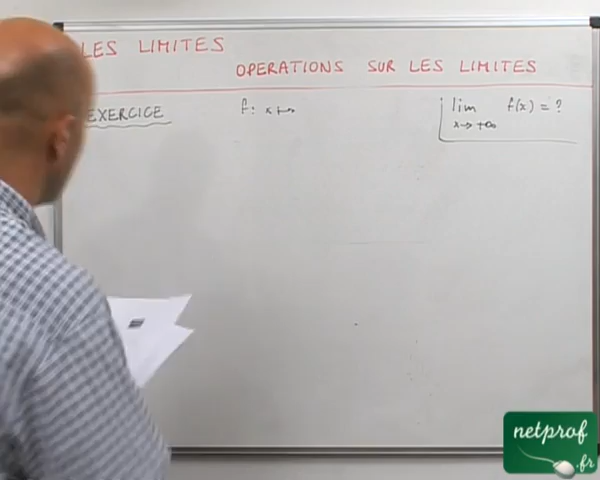 LES LIMITES
OPERATIONS SUR LES LIMITES
EXERCICE f: x ↦ lim f(x) = ?
x→ +∞
netprof
.fr